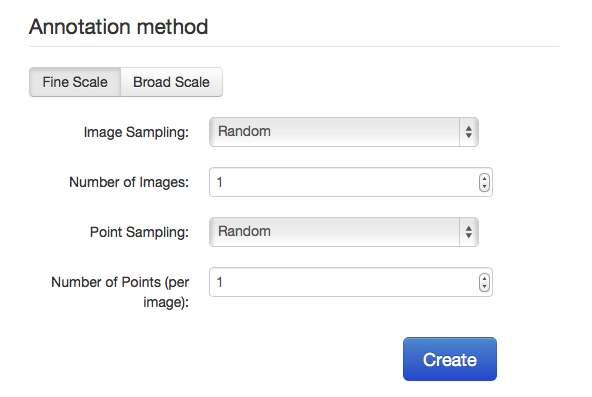 Annotation method
Fine Scale Broad Scale
Image Sampling: Random
Number of Images: 1
Point Sampling: Random
Number of Points (per 1
image):
Create